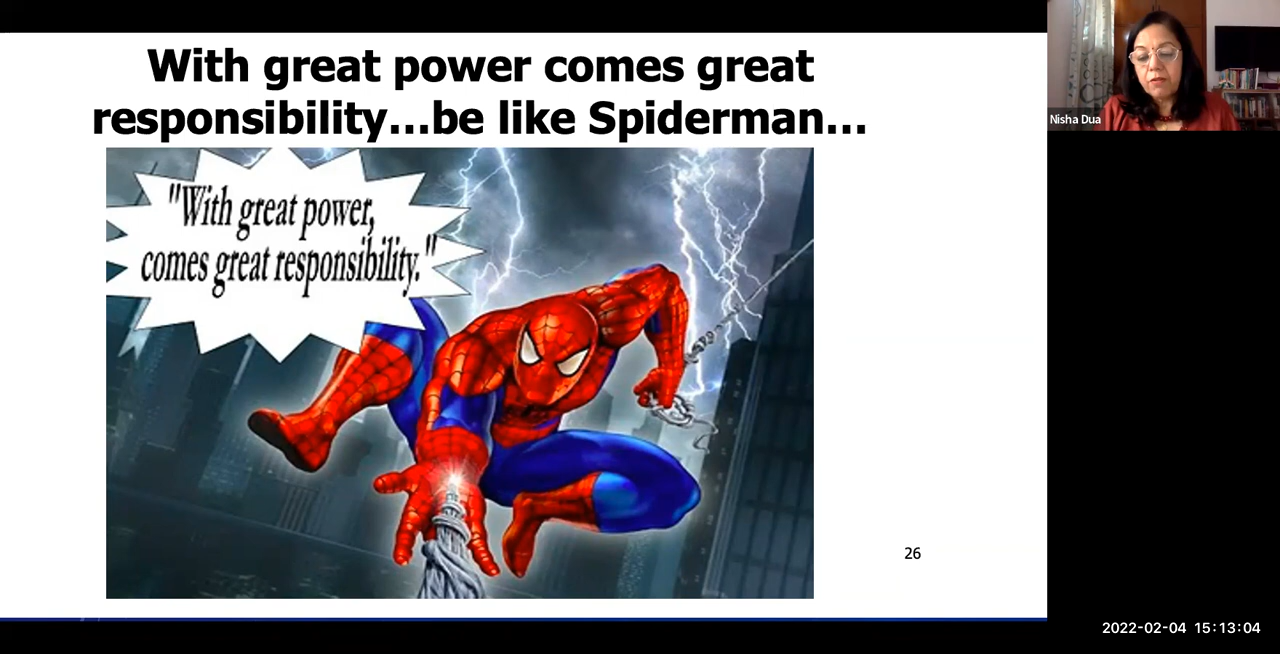 With great power comes great
responsibility...be like Spiderman...
"With great power,
comes great responsibility."
26
Nisha Dua
2022-02-04 15:13:04